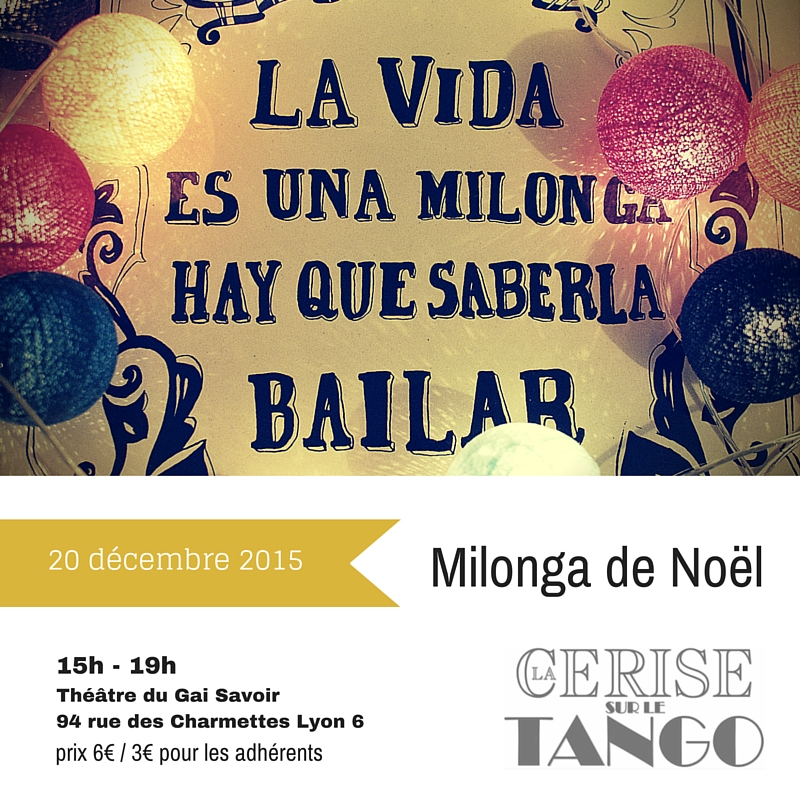 LA VIDA
ES UNA MILONGA
HAY QUE SABERLA
BAILAR
20 décembre 2015
Milonga de Noël
15h - 19h
Théâtre du Gai Savoir
94 rue des Charmettes Lyon 6
prix 6€ / 3€ pour les adhérents
LA CERISE
SUR LE
TANGO